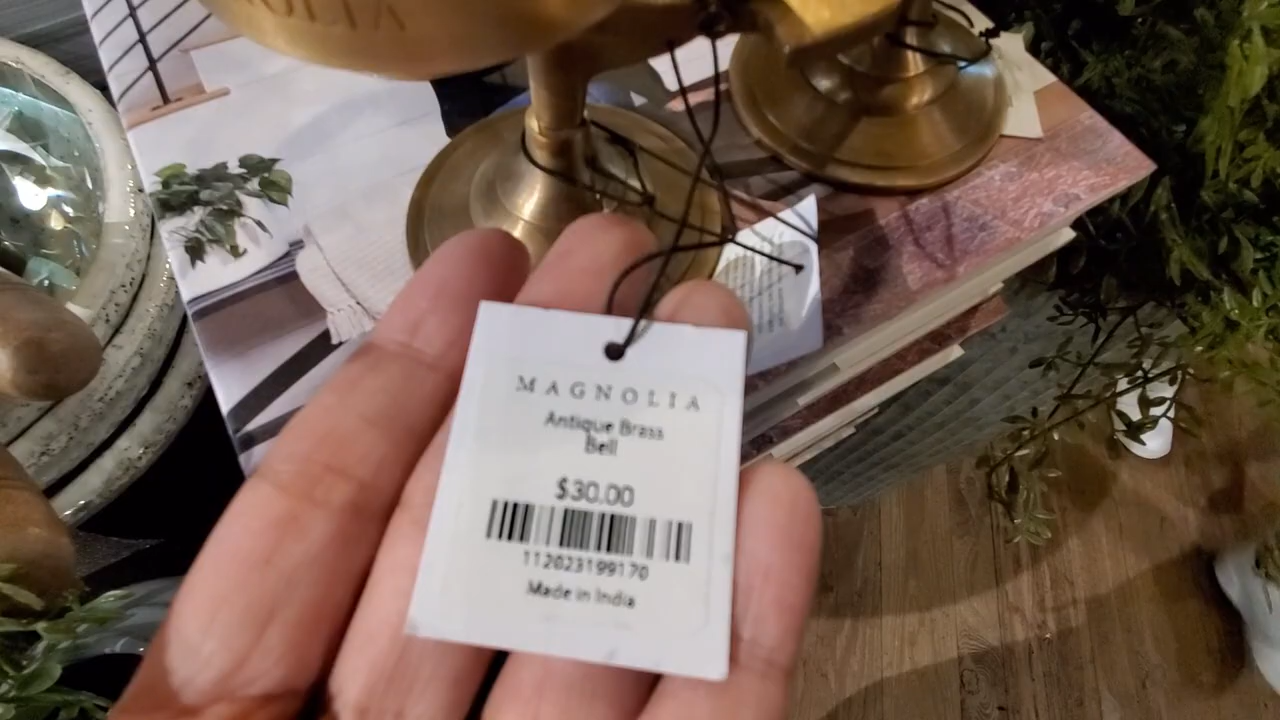 MAGNOLIA
Antique Brass
Bell
$30.00
112023199170
Made in India